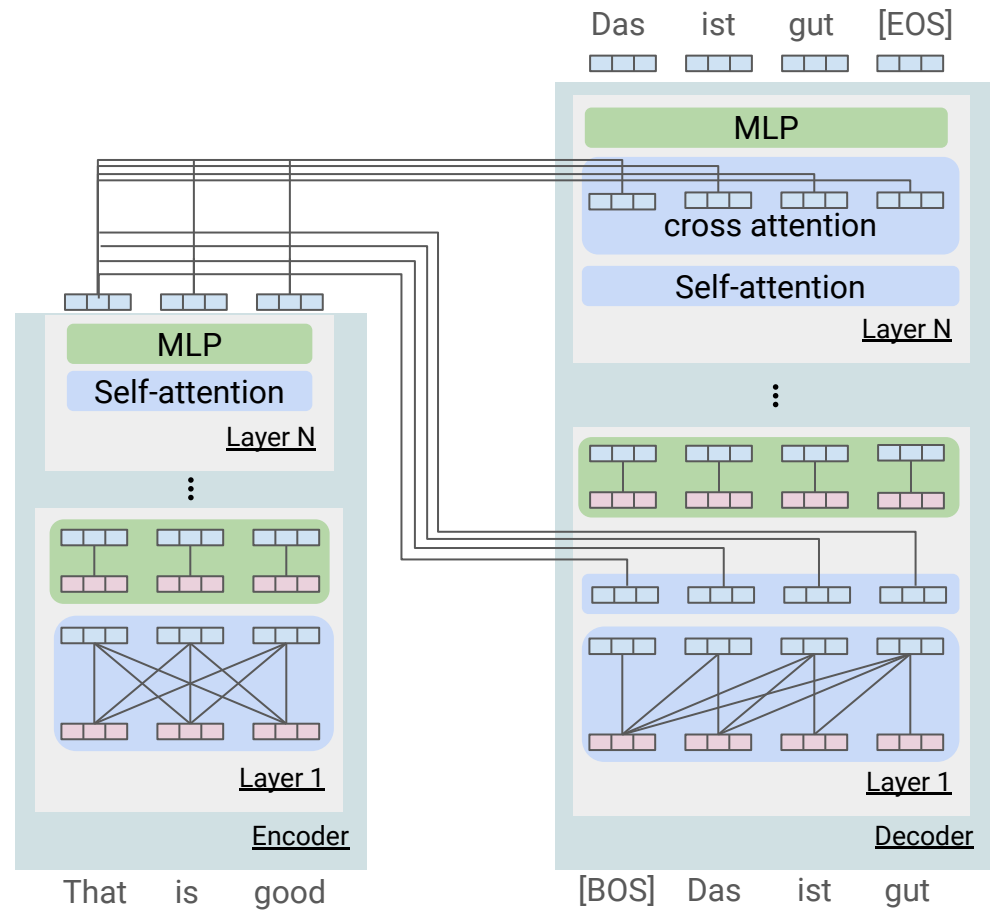 Das ist gut [EOS]
MLP
cross attention
Self-attention
Layer N
MLP
Self-attention
Layer N
Layer 1
Encoder
That is good
Layer 1
Decoder
[BOS] Das ist gut